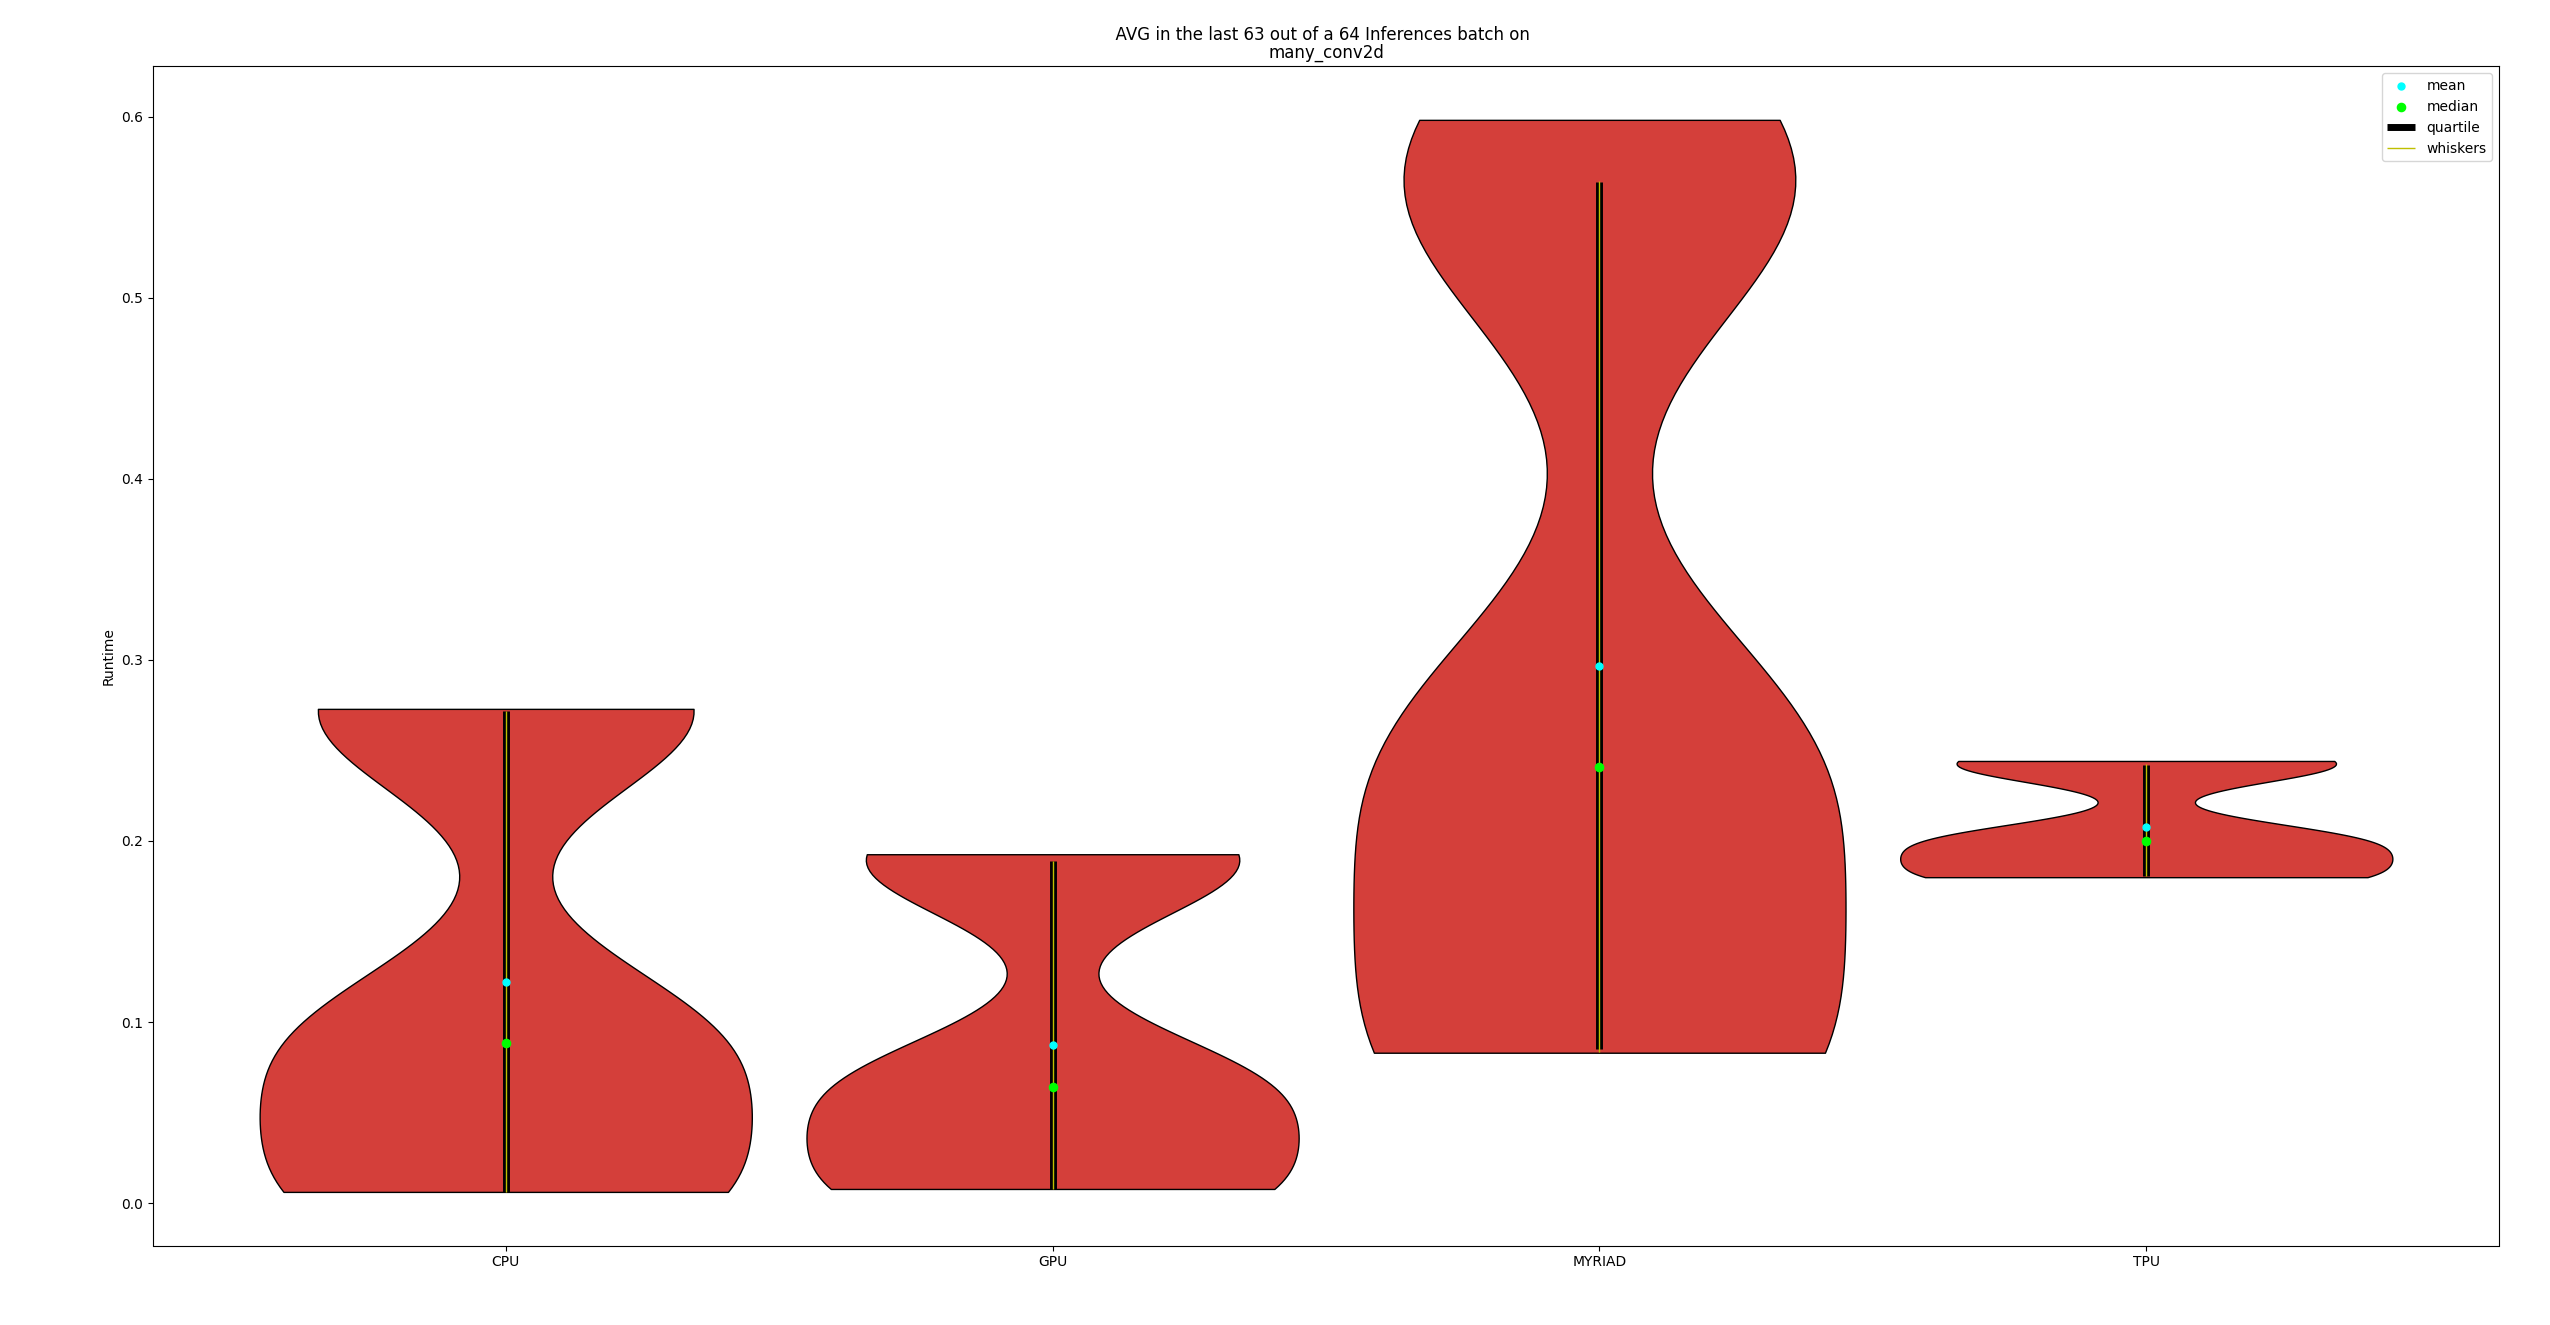 AVG in the last 63 out of a 64 Inferences batch on
many_conv2d
mean
median
quartile
whiskers
Runtime
0.6
0.5
0.4
0.3
0.2
0.1
0.0
CPU
GPU
MYRIAD
TPU